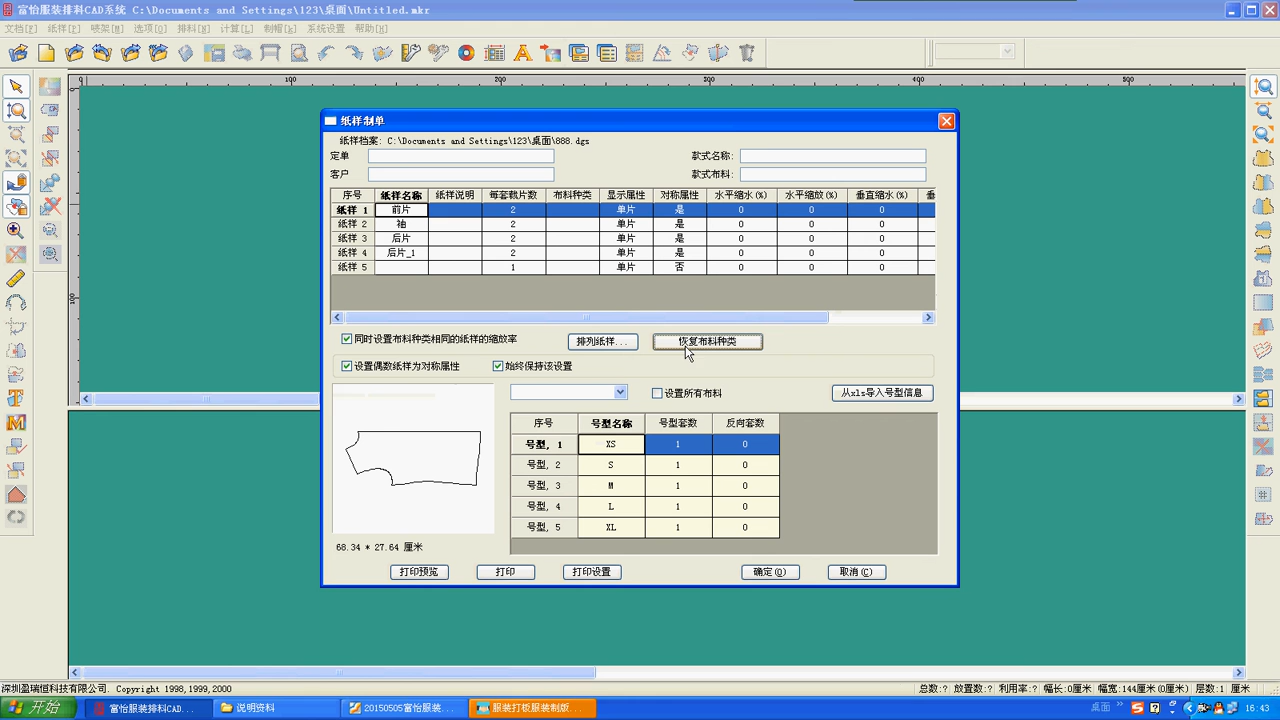 富怡服装排料CAD系统 C:\Documents and Settings\123\桌面\Untitled.mkr
文档[F] 纸样[P] 唛架[M] 选项[O] 排料[N] 计算[L] 制帽[k] 系统设置 帮助[H]
100 200 300 400 500
纸样制单
纸样档案: C:\Documents and Settings\123\桌面\888.dgs
定单 款式名称:
客户 款式布料:
序号 纸样名称 纸样说明 每套裁片数 布料种类 显示属性 对称属性 水平缩水(%) 水平缩放(%) 垂直缩水(%) 垂
纸样 1 前片 2 单片 是 0 0 0
纸样 2 袖 2 单片 是 0 0 0
纸样 3 后片 2 单片 是 0 0 0
纸样 4 后片_1 2 单片 是 0 0 0
纸样 5 1 单片 否 0 0 0
同时设置布料种类相同的纸样的缩放率 排列纸样... 恢复布料种类
设置偶数纸样为对称属性 始终保持该设置
设置所有布料 从xls导入号型信息
序号 号型名称 号型套数 反向套数
号型, 1 XS 1 0
号型, 2 S 1 0
号型, 3 M 1 0
号型, 4 L 1 0
号型, 5 XL 1 0
68.34 * 27.64 厘米
打印预览 打印 打印设置 确定(O) 取消(C)
深圳盈瑞恒科技有限公司. Copyright 1998,1999,2000 总数:? 放置数:? 利用率:? 幅长:0厘米 幅宽:144厘米(0厘米) 层数:1 厘米
开始 富怡服装排料CAD... 说明资料 20150505富怡服装... 服装打板服装制版... 桌面 16:43